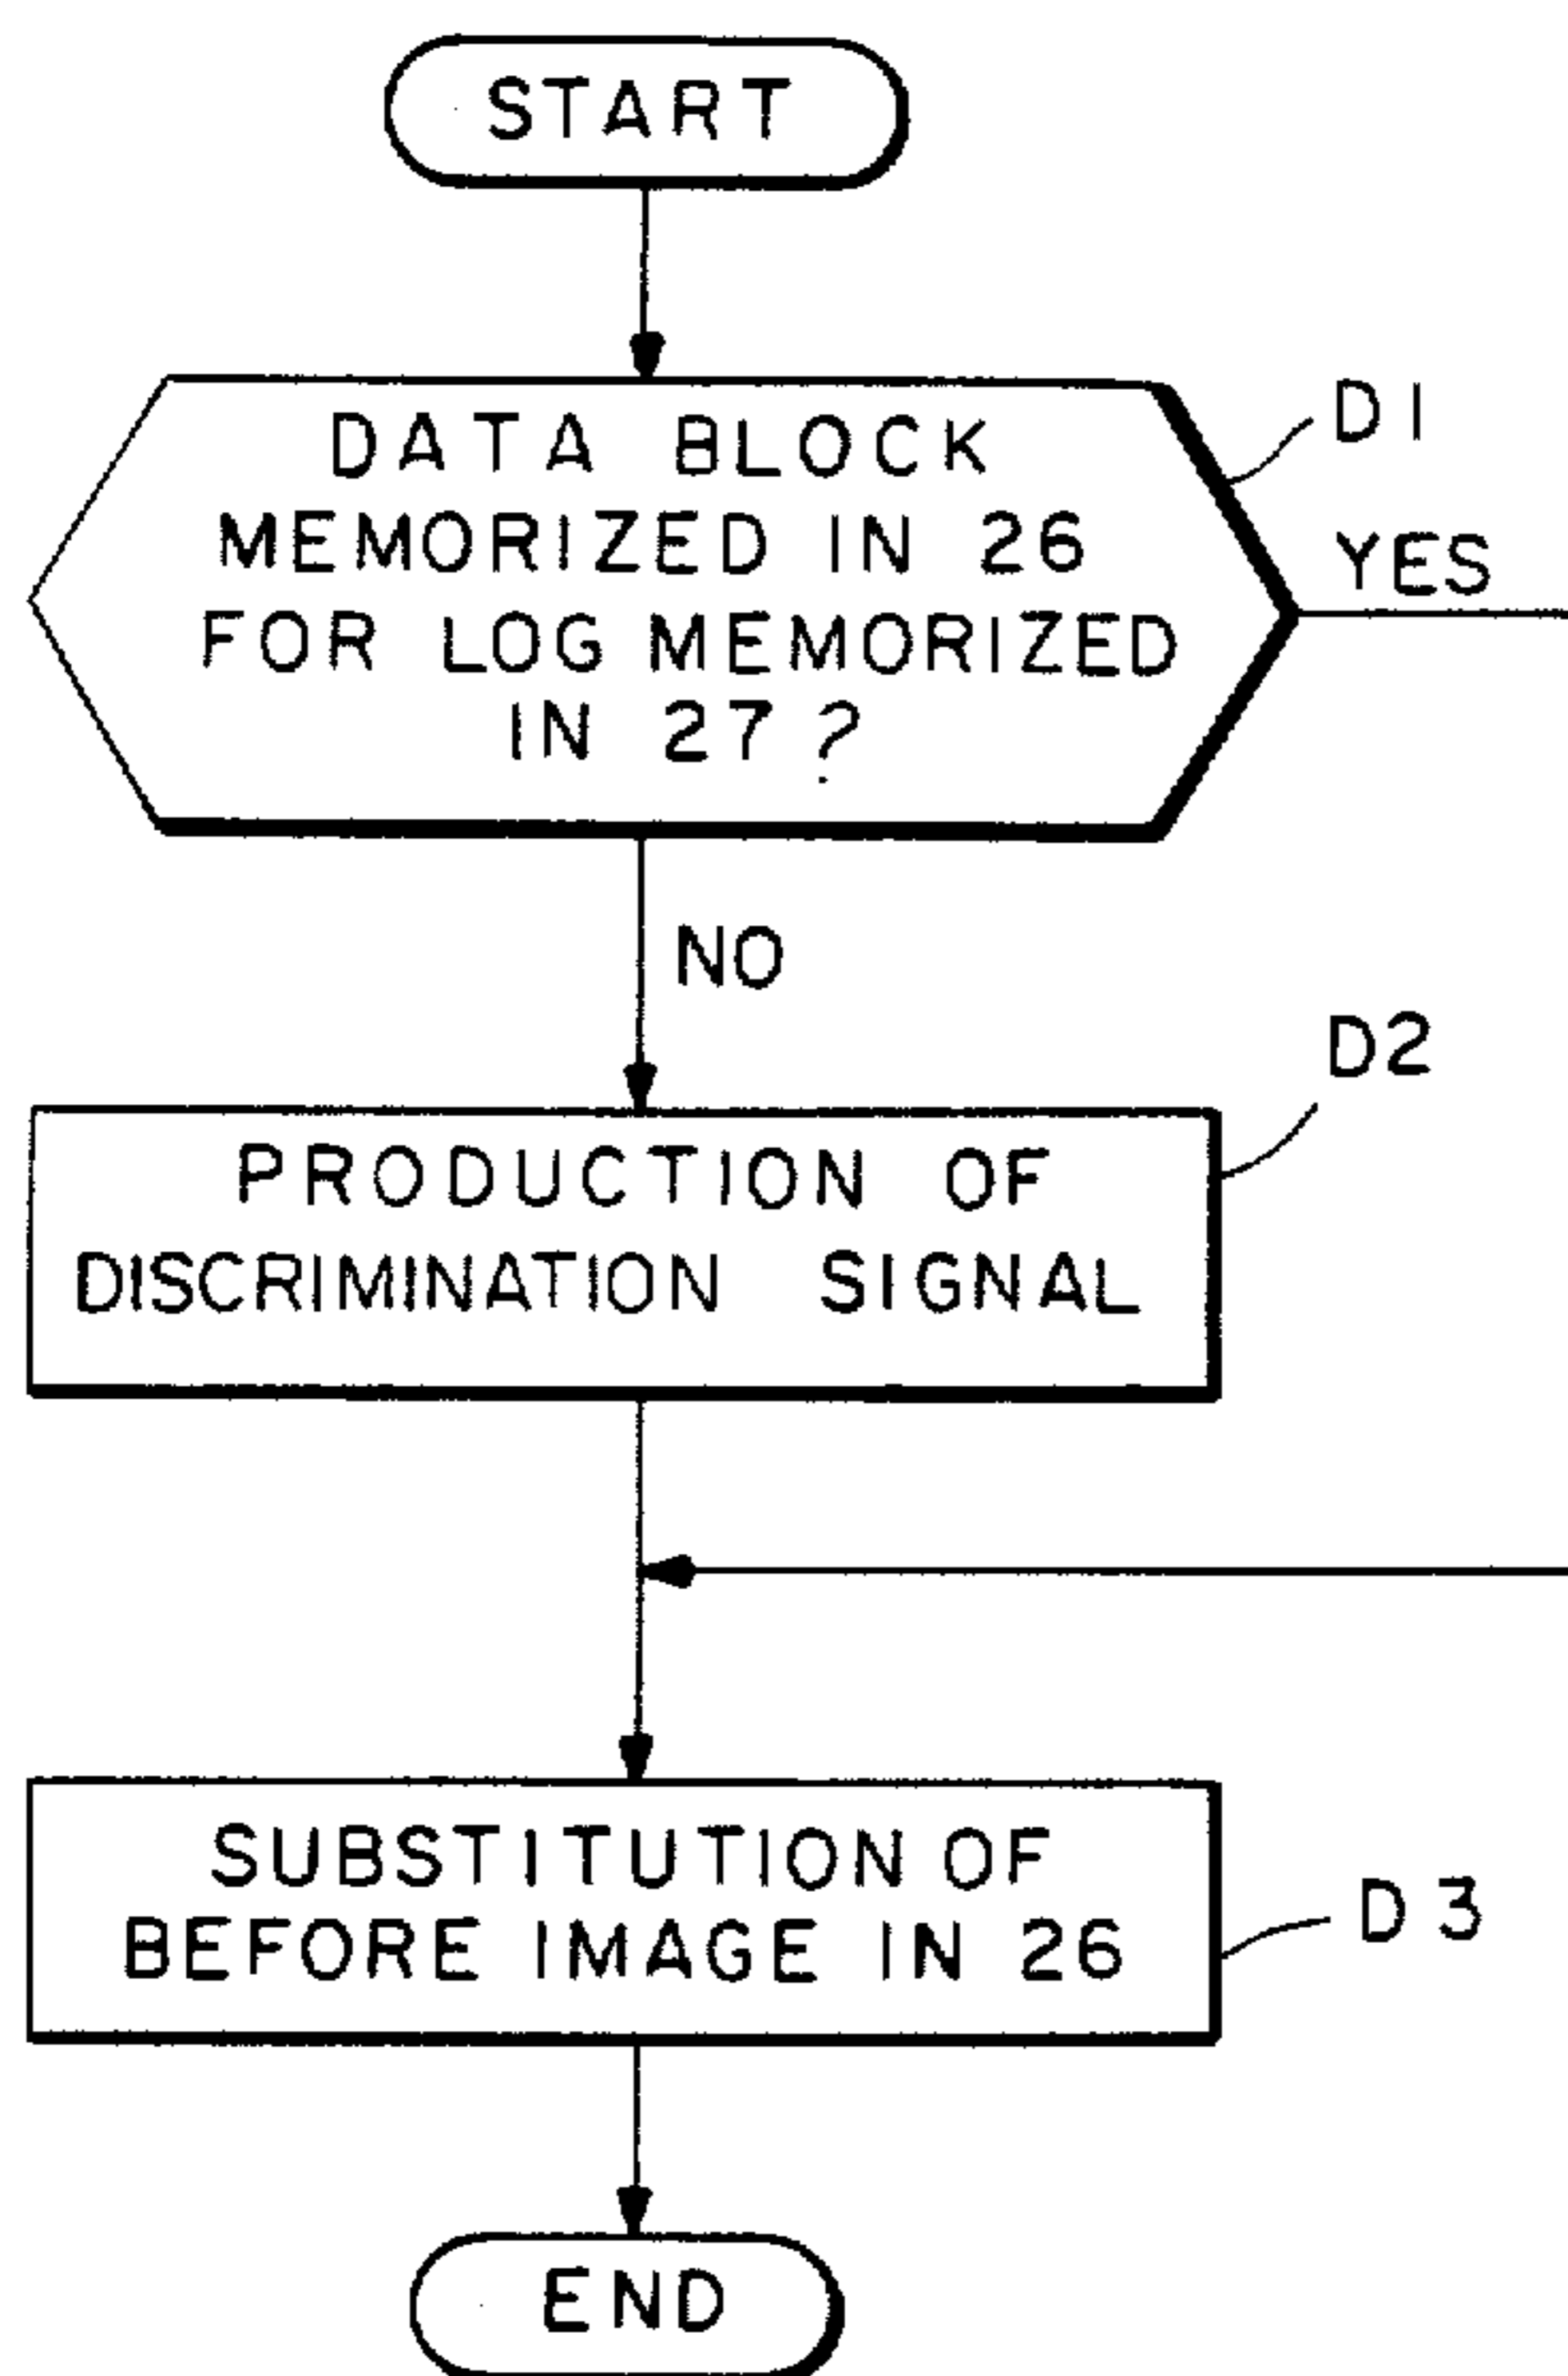 START
DATA BLOCK
MEMORIZED IN 26
FOR LOG MEMORIZED
IN 27?
D1
YES
NO
D2
PRODUCTION OF
DISCRIMINATION SIGNAL
SUBSTITUTION OF
BEFORE IMAGE IN 26
D3
END